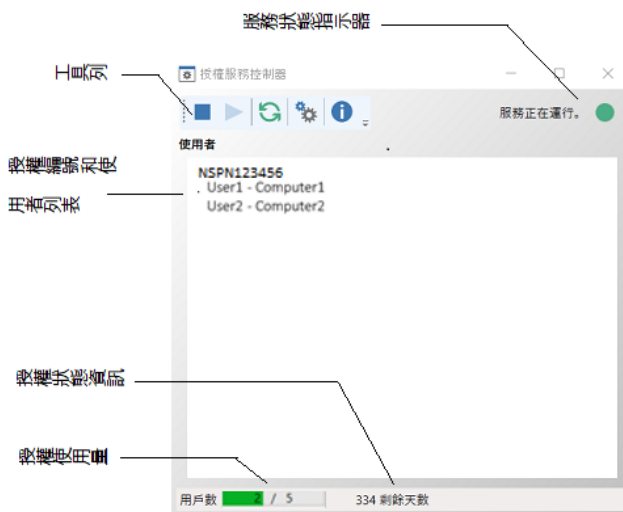 服務狀態指示器
工具列
授權服務控制器
服務正在運行。
使用者
授權編號和使
用者列表
NSPN123456
User1 - Computer1
User2 - Computer2
授權狀態資訊
授權使用量
用戶數 2 / 5 334 剩餘天數